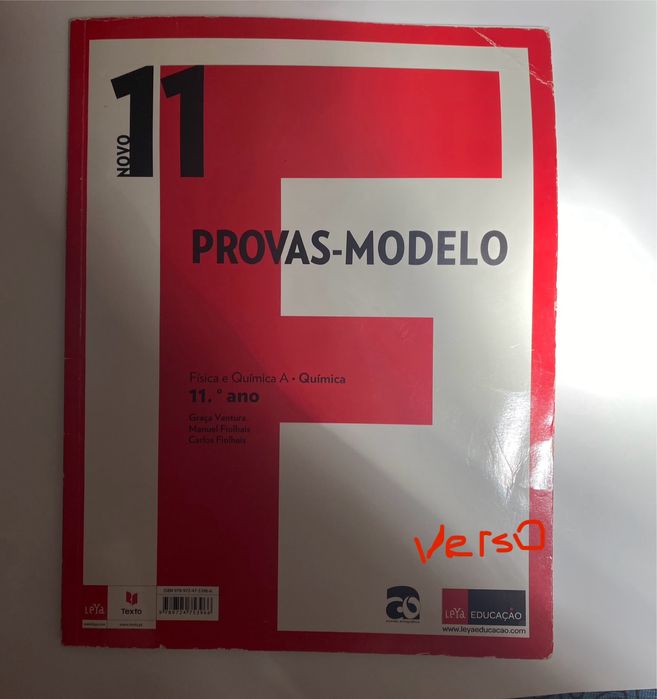 11
NOVO
PROVAS-MODELO
Física e Química A • Química
11.º ano
Graça Ventura
Manuel Fiolhais
Carlos Fiolhais
verso
LEYA
Texto
LEYA EDUCAÇÃO
www.leyaeducacao.com